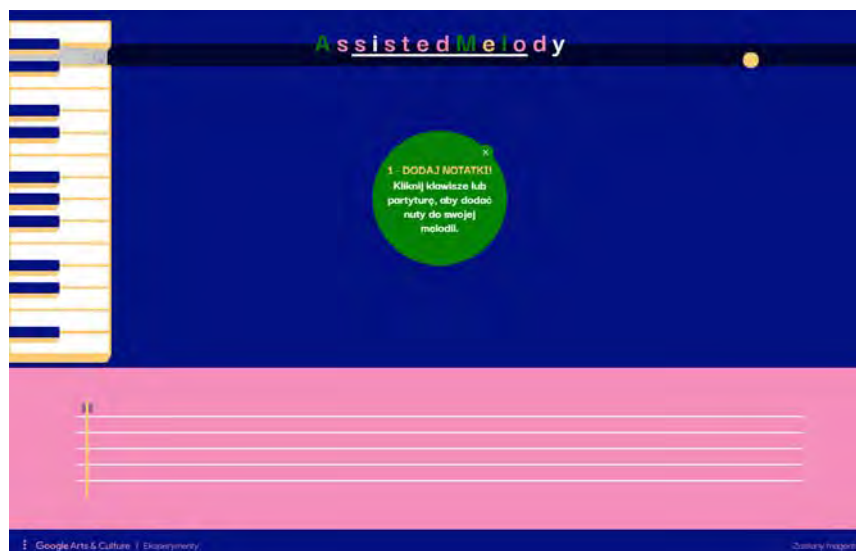 AssistedMelody
×
1 - DODAJ NOTATKI!
Kliknij klawisze lub
partyturę, aby dodać
nuty do swojej
melodii.
Google Arts & Culture | Eksperymenty